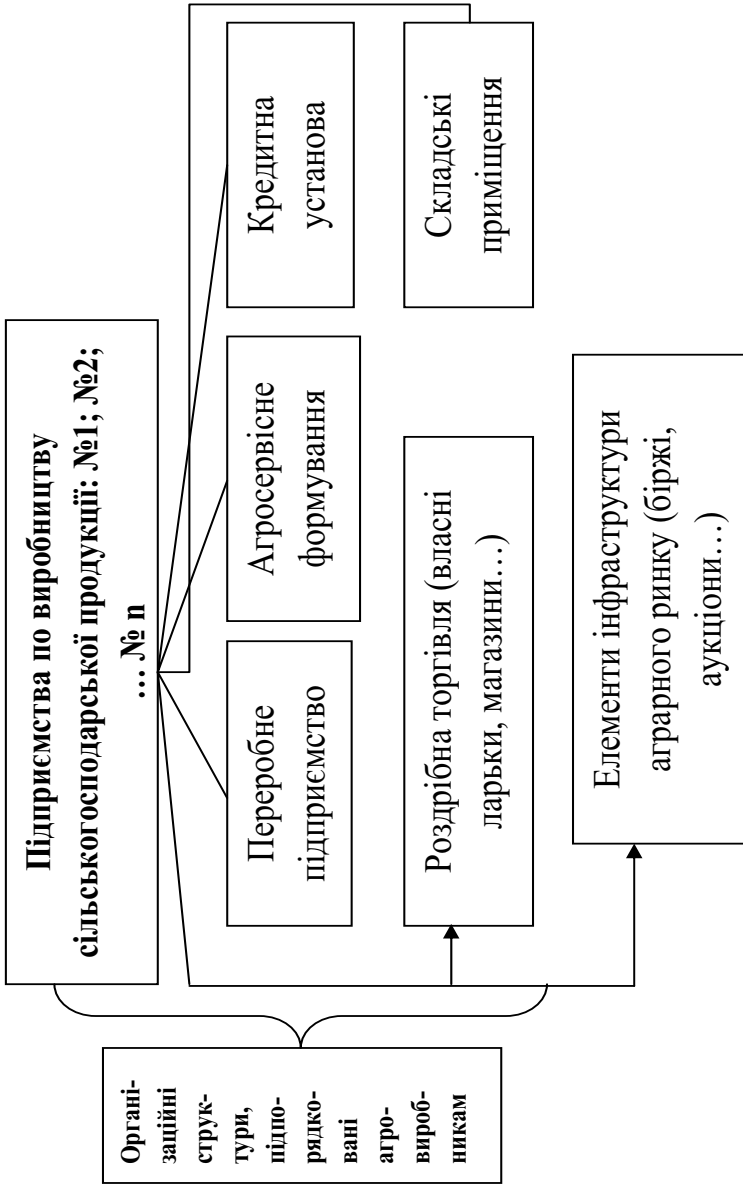 Підприємства по виробництву
сільськогосподарської продукції: №1; №2;
... № n
Органі-
заційні
струк-
тури,
підпо-
рядко-
вані
агро-
вироб-
никам
Переробне
підприємство
Агросервісне
формування
Кредитна
установа
Роздрібна торгівля (власні
ларьки, магазини…)
Складські
приміщення
Елементи інфраструктури
аграрного ринку (біржі,
аукціони…)